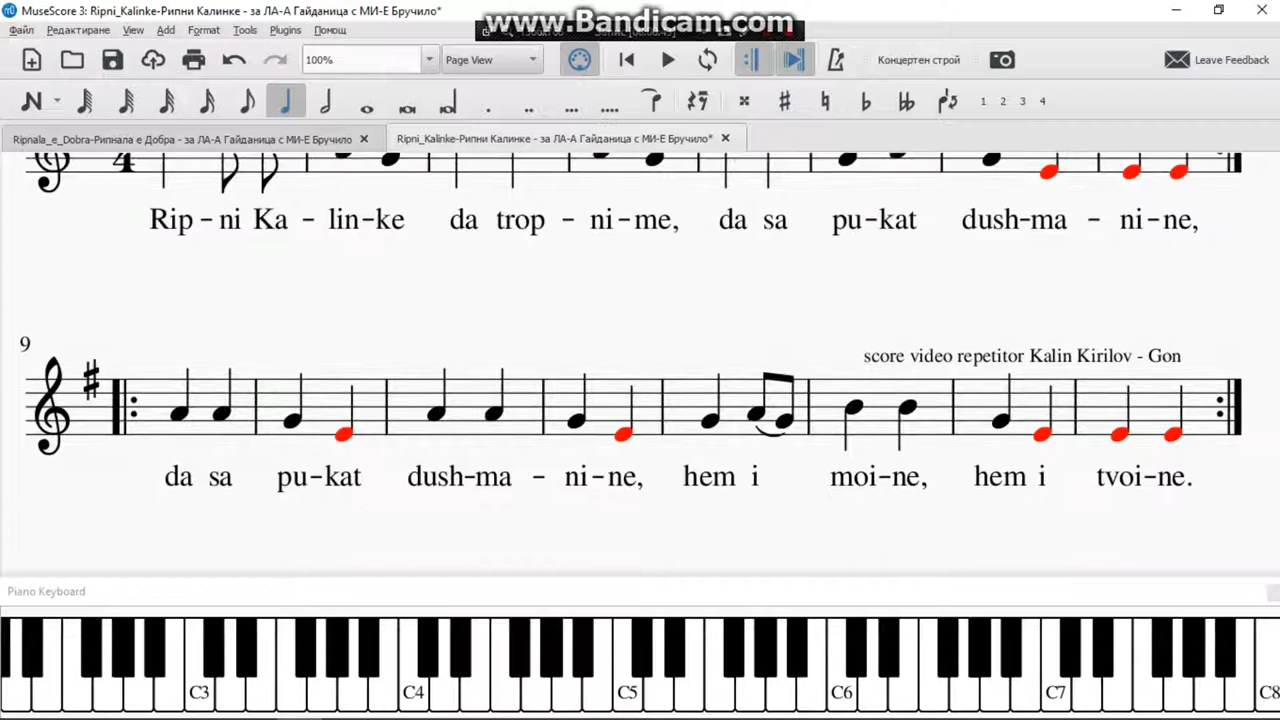 MuseScore 3: Ripni_Kalinke-Рипни Калинке - за ЛА-А Гайданица с МИ-Е Бручило*
www.Bandicam.com
Файл Редактиране View Add Format Tools Plugins Помощ
100% Page View Концертен строй Leave Feedback
1 2 3 4
Ripnala_e_Dobra-Рипнала е Добра - за ЛА-А Гайданица с МИ-Е Бручило Ripni_Kalinke-Рипни Калинке - за ЛА-А Гайданица с МИ-Е Бручило*
4
Rip-ni Ka-lin-ke da trop-ni-me, da sa pu-kat dush-ma-ni-ne,
9
score video repetitor Kalin Kirilov - Gon
da sa pu-kat dush-ma-ni-ne, hem i moi-ne, hem i tvoi-ne.
Piano Keyboard
C3 C4 C5 C6 C7 C8